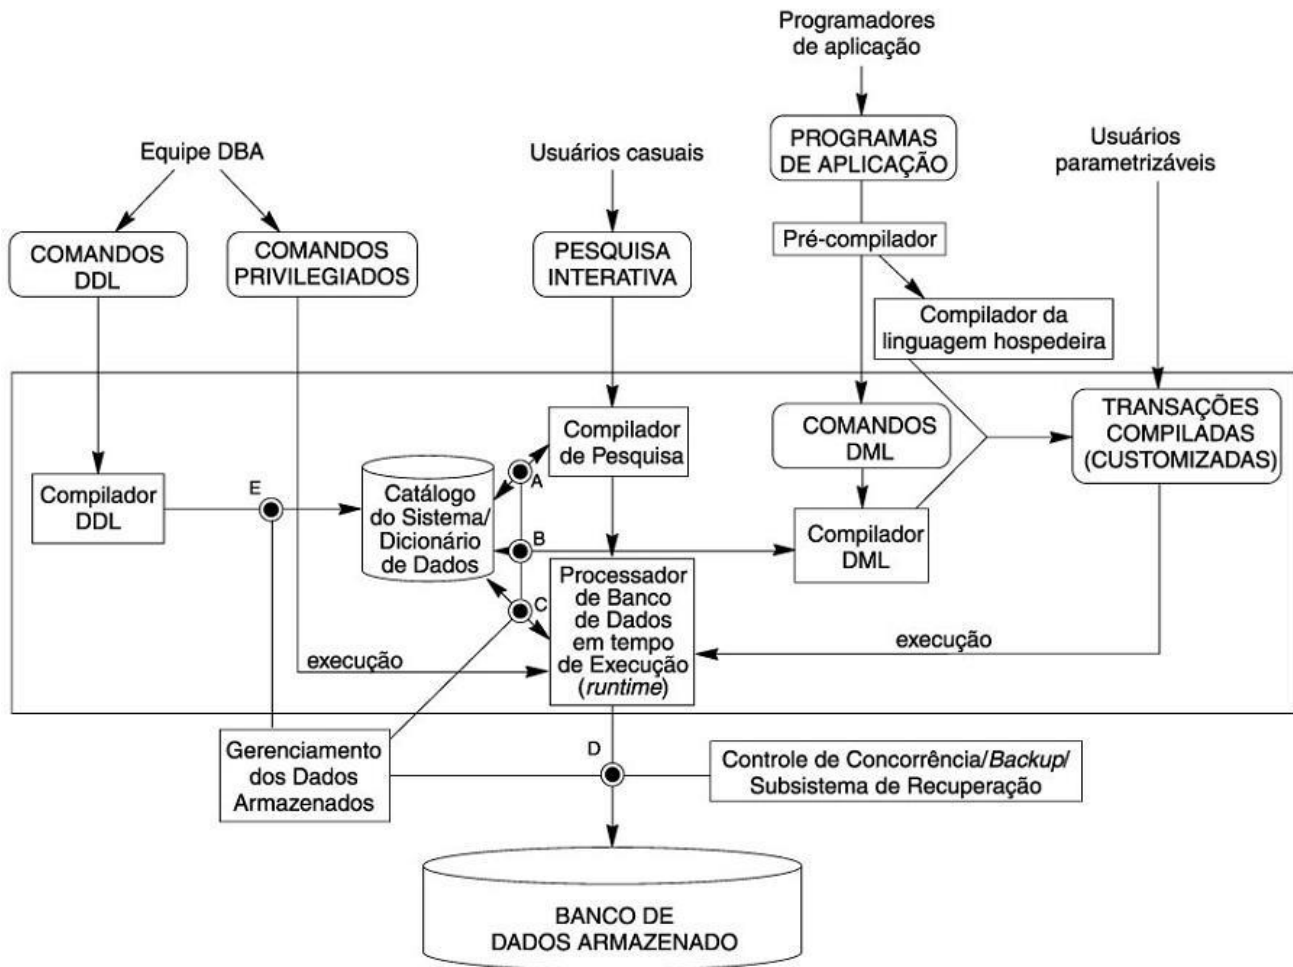 Programadores
de aplicação
Equipe DBA
Usuários casuais
PROGRAMAS
DE APLICAÇÃO
Usuários
parametrizáveis
COMANDOS
DDL
COMANDOS
PRIVILEGIADOS
PESQUISA
INTERATIVA
Pré-compilador
Compilador da
linguagem hospedeira
Compilador
de Pesquisa
COMANDOS
DML
TRANSAÇÕES
COMPILADAS
(CUSTOMIZADAS)
Compilador
DDL
E
Catálogo
do Sistema/
Dicionário
de Dados
A
B
C
Compilador
DML
Processador
de Banco
de Dados
em tempo
de Execução
(runtime)
execução
execução
Gerenciamento
dos Dados
Armazenados
D
Controle de Concorrência/Backup/
Subsistema de Recuperação
BANCO DE
DADOS ARMAZENADO